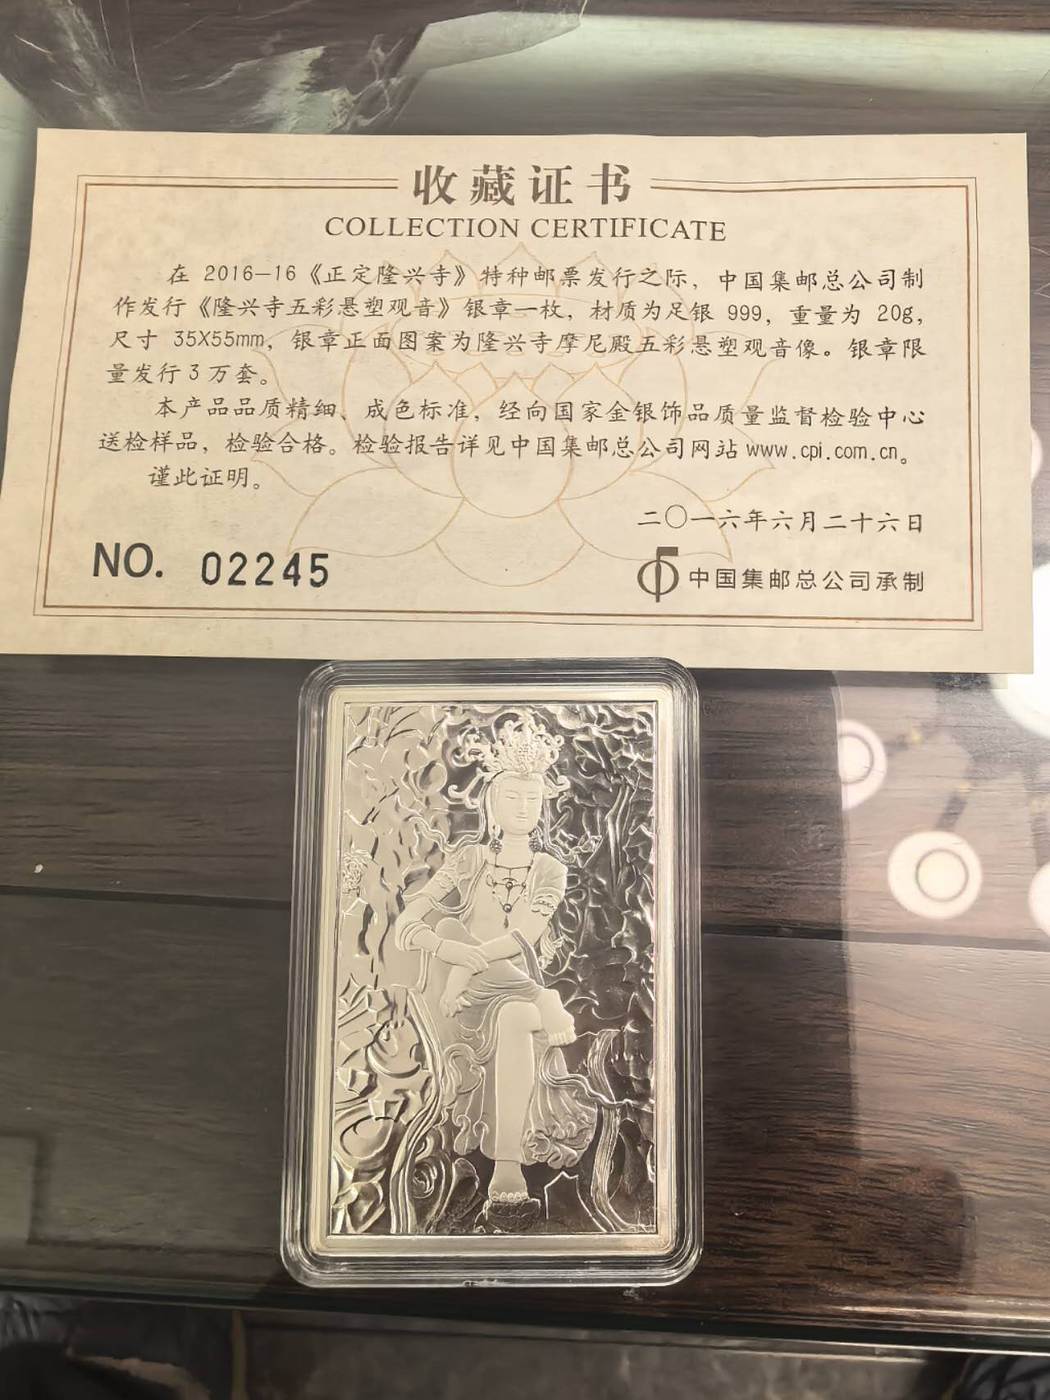 收藏证书
COLLECTION CERTIFICATE
在 2016-16《正定隆兴寺》特种邮票发行之际，中国集邮总公司制
作发行《隆兴寺五彩悬塑观音》银章一枚，材质为足银 999，重量为 20g，
尺寸 35X55mm，银章正面图案为隆兴寺摩尼殿五彩悬塑观音像。银章限
量发行3万套。
本产品品质精细、成色标准，经向国家金银饰品质量监督检验中心
送检样品，检验合格。检验报告详见中国集邮总公司网站 www.cpi.com.cn。
谨此证明。
二〇一六年六月二十六日
NO. 02245
中国集邮总公司承制